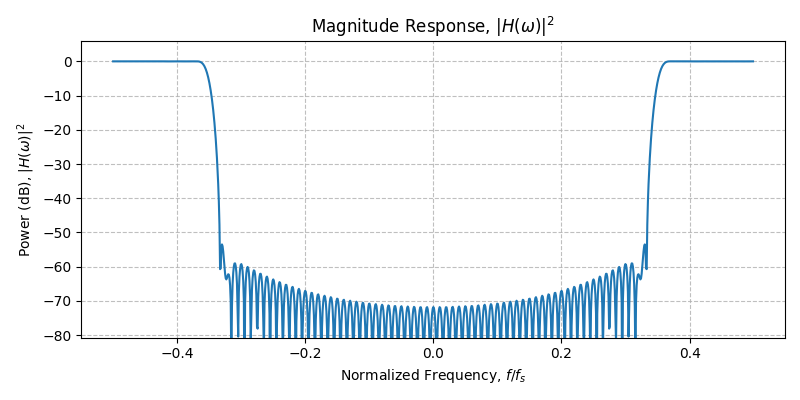 Magnitude Response, |H(ω)|²
Power (dB), |H(ω)|²
0
−10
−20
−30
−40
−50
−60
−70
−80
−0.4 −0.2 0.0 0.2 0.4
Normalized Frequency, f/fₛ